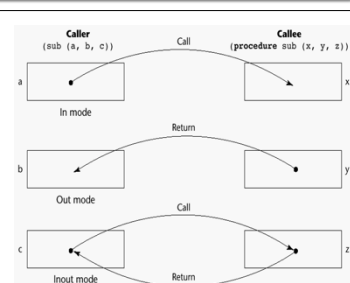 Caller
(sub (a, b, c))
Call
Callee
(procedure sub (x, y, z))
a
x
In mode
Return
b
y
Out mode
Call
c
z
Inout mode
Return